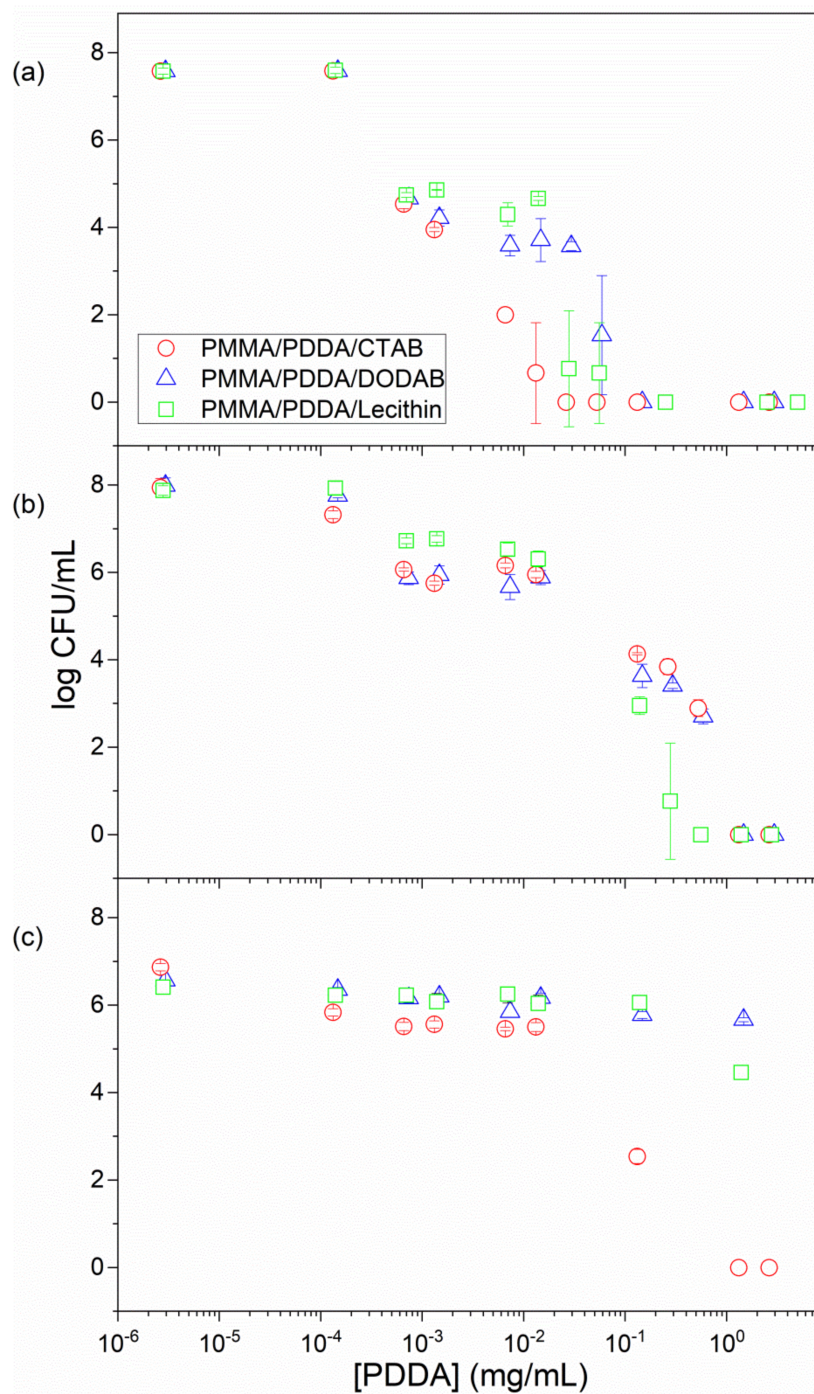 (a)
8
6
4
2
0
PMMA/PDDA/CTAB
PMMA/PDDA/DODAB
PMMA/PDDA/Lecithin
(b)
log CFU/mL
8
6
4
2
0
(c)
8
6
4
2
0
10⁻⁶ 10⁻⁵ 10⁻⁴ 10⁻³ 10⁻² 10⁻¹ 10⁰
[PDDA] (mg/mL)